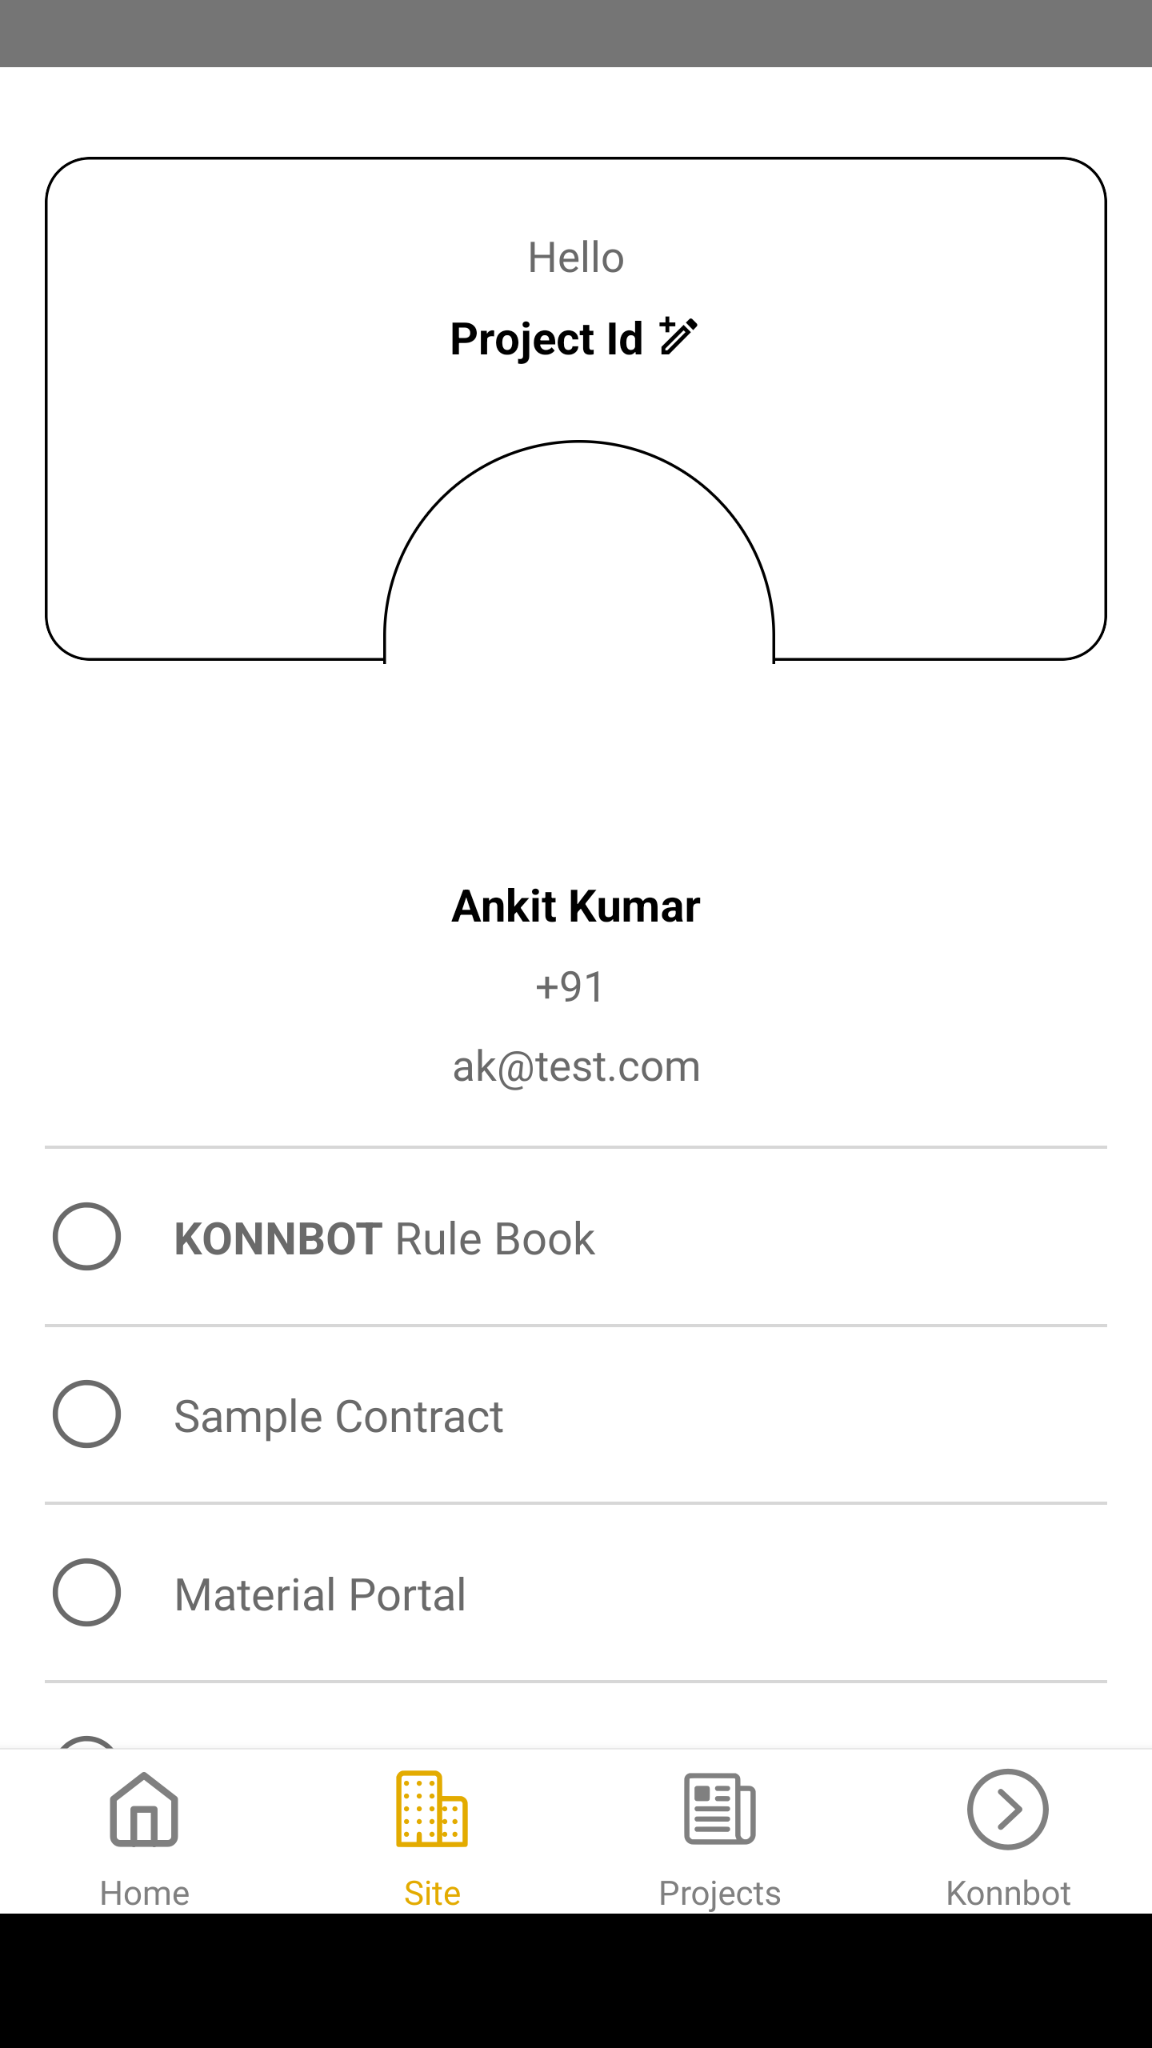 Hello
Project Id
Ankit Kumar
+91
ak@test.com
KONNBOT Rule Book
Sample Contract
Material Portal
Home
Site
Projects
Konnbot